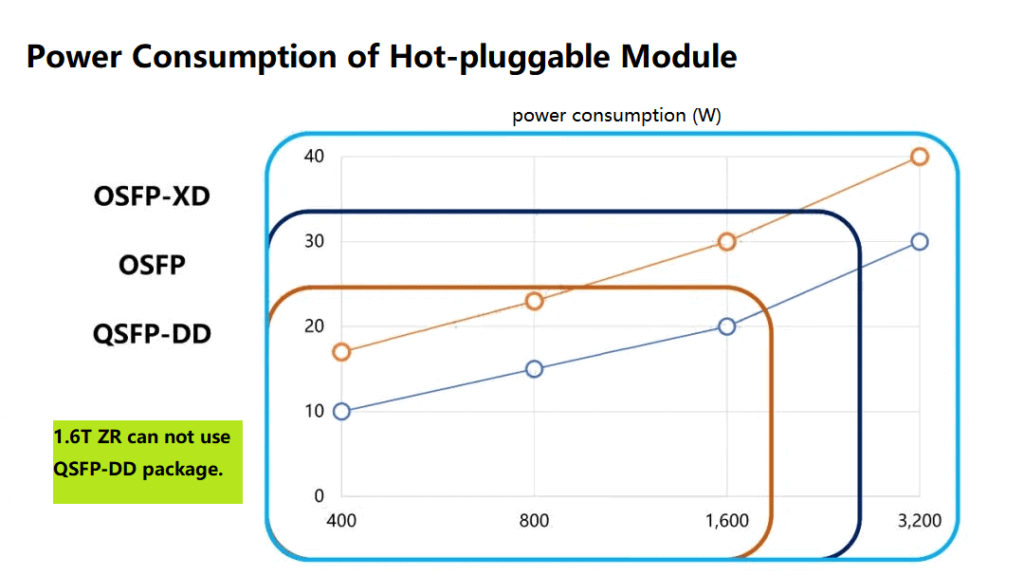 Power Consumption of Hot-pluggable Module
power consumption (W)
40
OSFP-XD
30
OSFP
20
QSFP-DD
10
1.6T ZR can not use
QSFP-DD package.
0
400 800 1,600 3,200